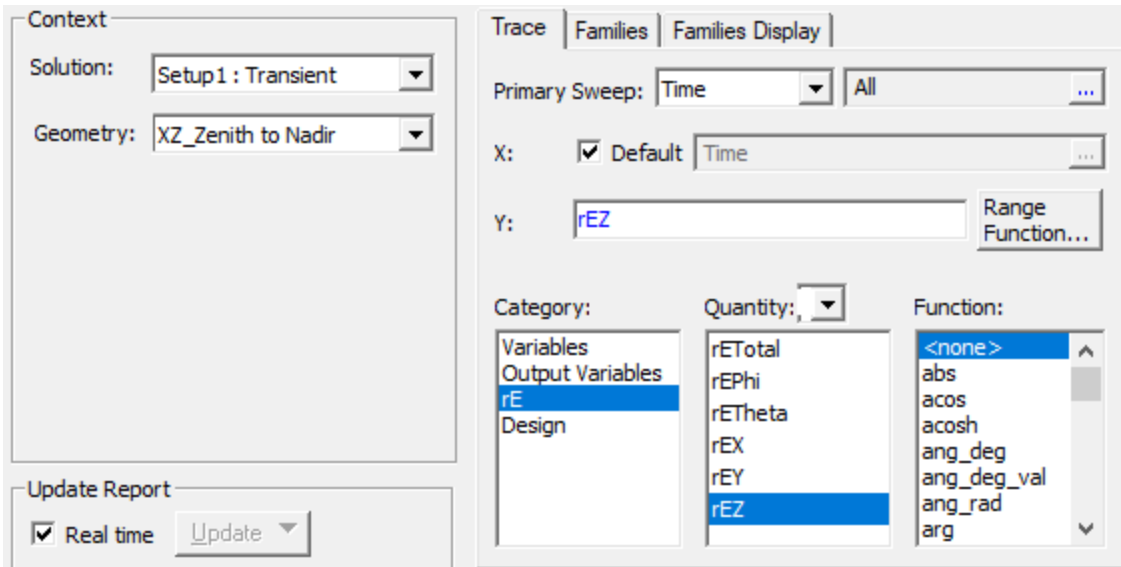 Context
Solution:
Setup1 : Transient
Geometry:
XZ_Zenith to Nadir
Update Report
Real time
Update
Trace
Families
Families Display
Primary Sweep:
Time
All
...
X:
Default
Time
...
Y:
rEZ
Range
Function...
Category:
Variables
Output Variables
rE
Design
Quantity:
rETotal
rEPhi
rETheta
rEX
rEY
rEZ
Function:
<none>
abs
acos
acosh
ang_deg
ang_deg_val
ang_rad
arg